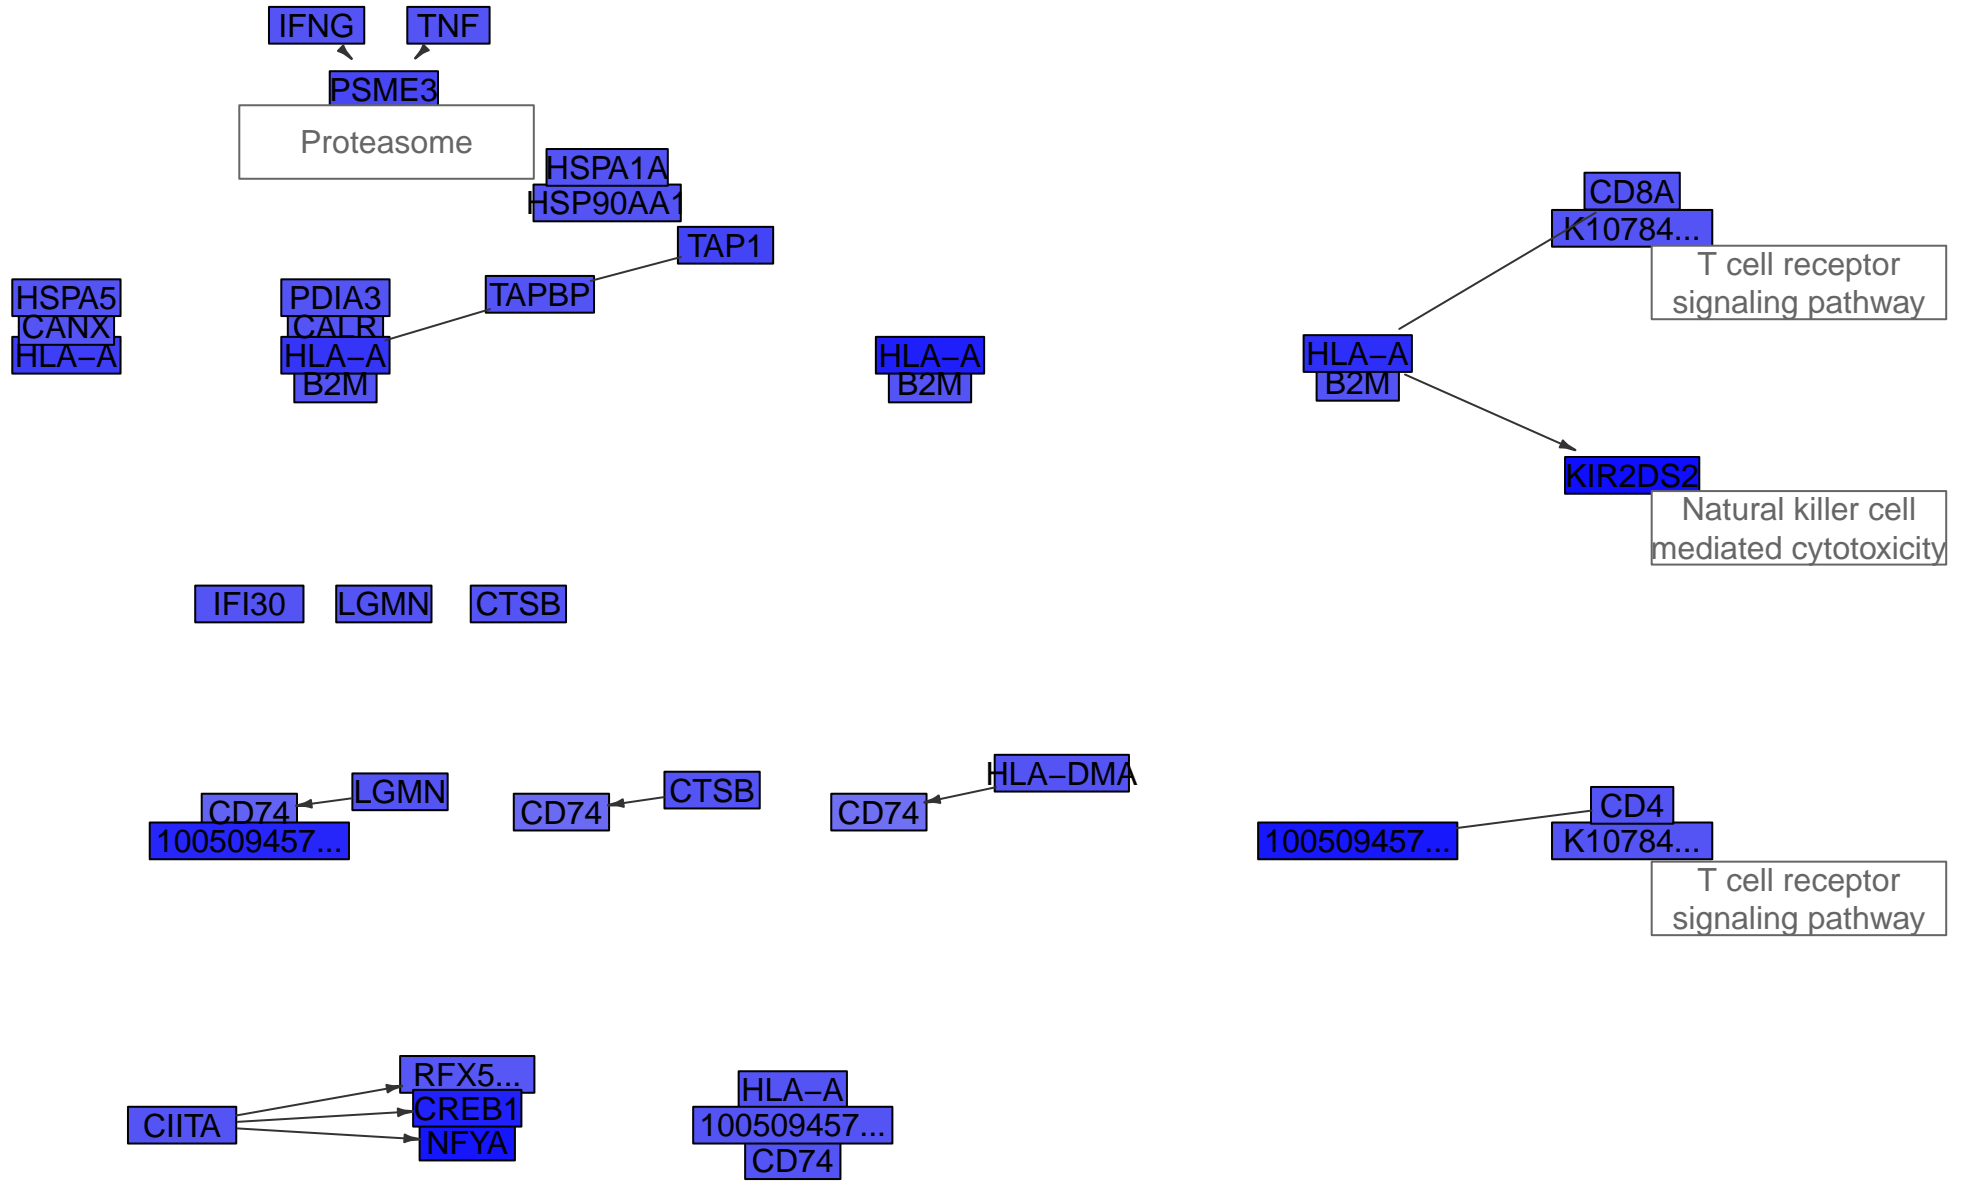 IFNG
TNF
PSME3
Proteasome
HSPA1A
HSP90AA1
CD8A
K10784...
TAP1
T cell receptor
signaling pathway
HSPA5
PDIA3
TAPBP
CANX
CALR
HLA−A
HLA−A
HLA−A
HLA−A
B2M
B2M
B2M
KIR2DS2
Natural killer cell
mediated cytotoxicity
IFI30
LGMN
CTSB
HLA−DMA
LGMN
CTSB
CD74
CD74
CD74
CD4
100509457...
100509457...
K10784...
T cell receptor
signaling pathway
RFX5...
HLA−A
CREB1
CIITA
100509457...
NFYA
CD74